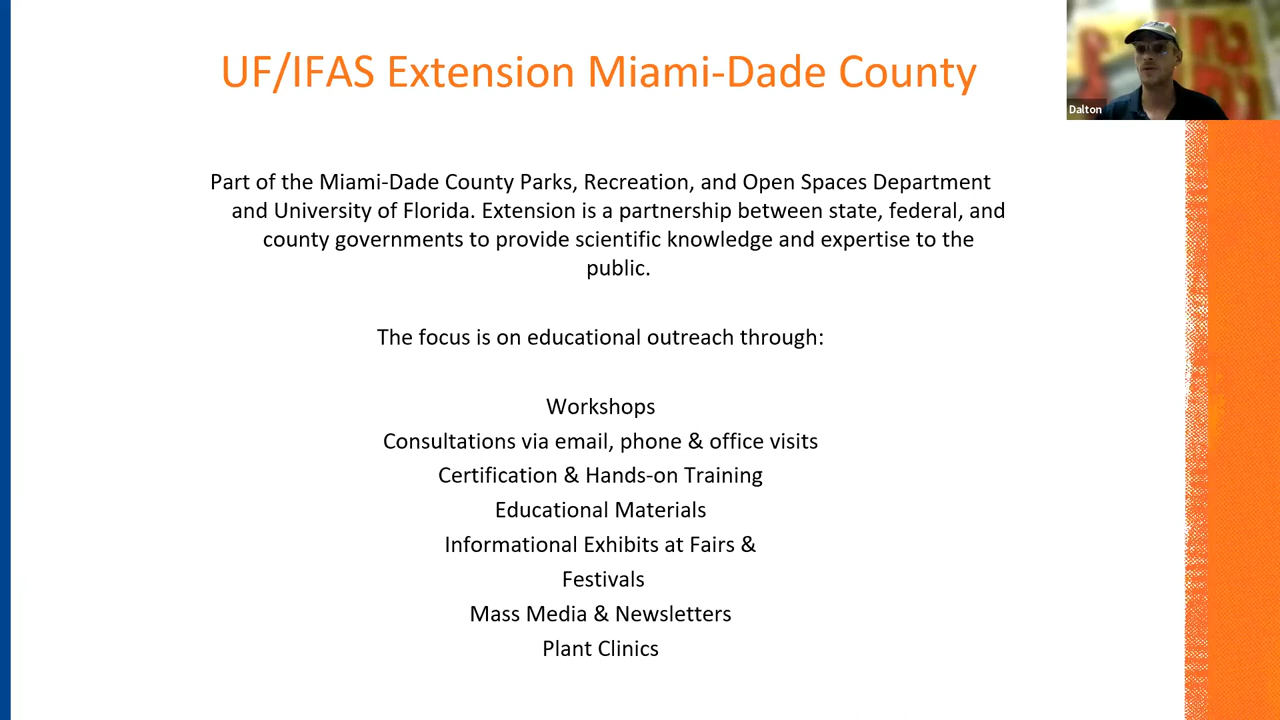 UF/IFAS Extension Miami-Dade County
Dalton
Part of the Miami-Dade County Parks, Recreation, and Open Spaces Department
and University of Florida. Extension is a partnership between state, federal, and
county governments to provide scientific knowledge and expertise to the
public.
The focus is on educational outreach through:
Workshops
Consultations via email, phone & office visits
Certification & Hands-on Training
Educational Materials
Informational Exhibits at Fairs &
Festivals
Mass Media & Newsletters
Plant Clinics